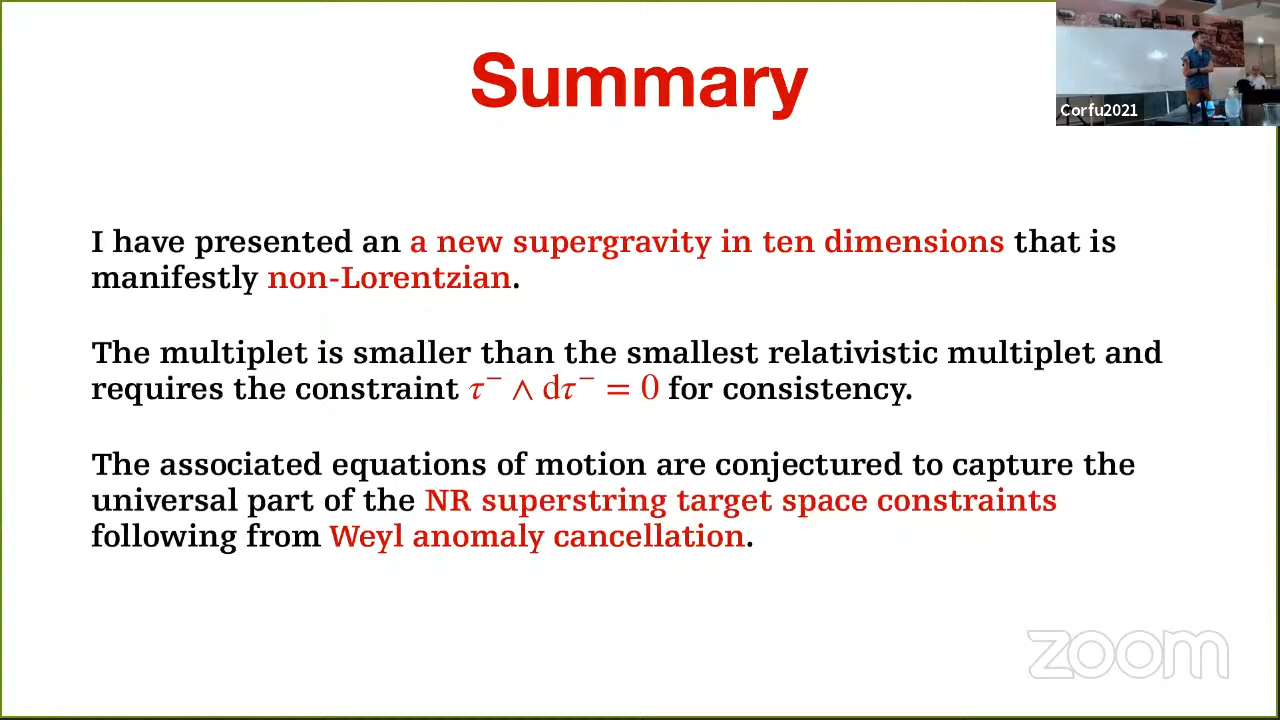 Summary
Corfu2021
I have presented an a new supergravity in ten dimensions that is
manifestly non-Lorentzian.
The multiplet is smaller than the smallest relativistic multiplet and
requires the constraint τ⁻ ∧ dτ⁻ = 0 for consistency.
The associated equations of motion are conjectured to capture the
universal part of the NR superstring target space constraints
following from Weyl anomaly cancellation.
zoom